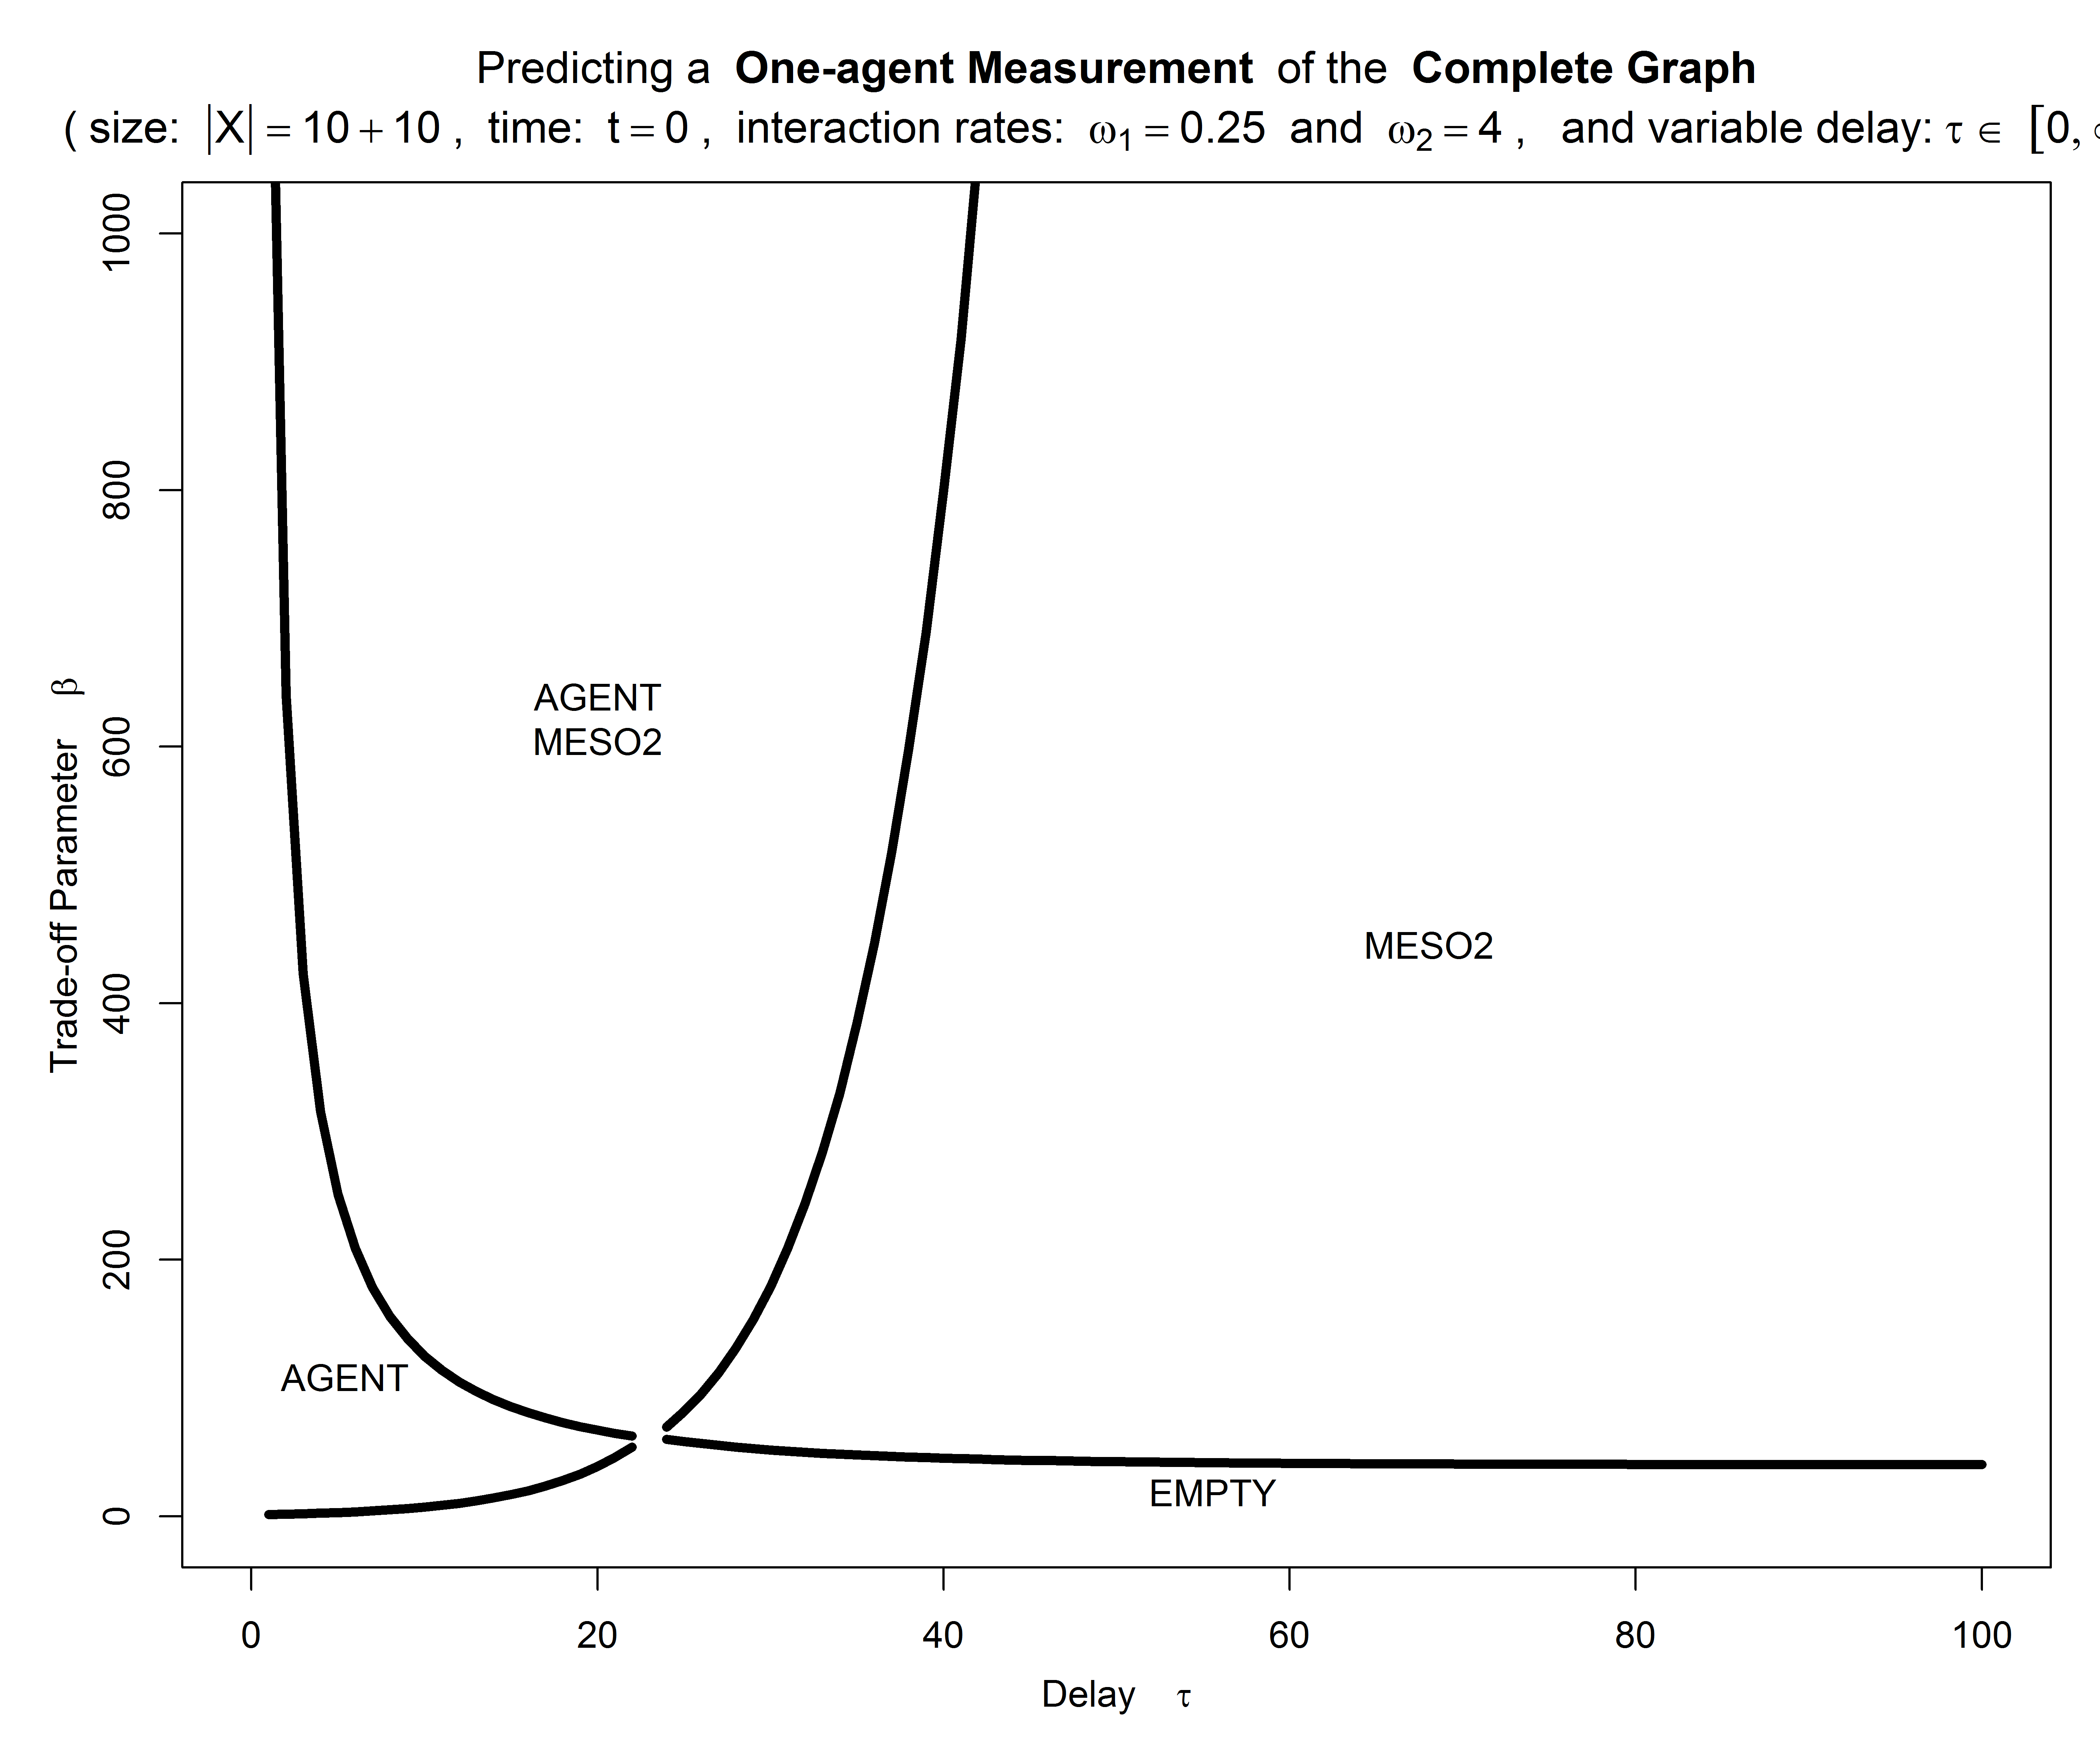 Predicting a One-agent Measurement of the Complete Graph
( size: |X| = 10 + 10 , time: t = 0 , interaction rates: ω₁ = 0.25 and ω₂ = 4 , and variable delay: τ ∈ [0,
1000
800
600
400
200
0
Trade-off Parameter β
AGENT
MESO2
MESO2
AGENT
EMPTY
0 20 40 60 80 100
Delay τ